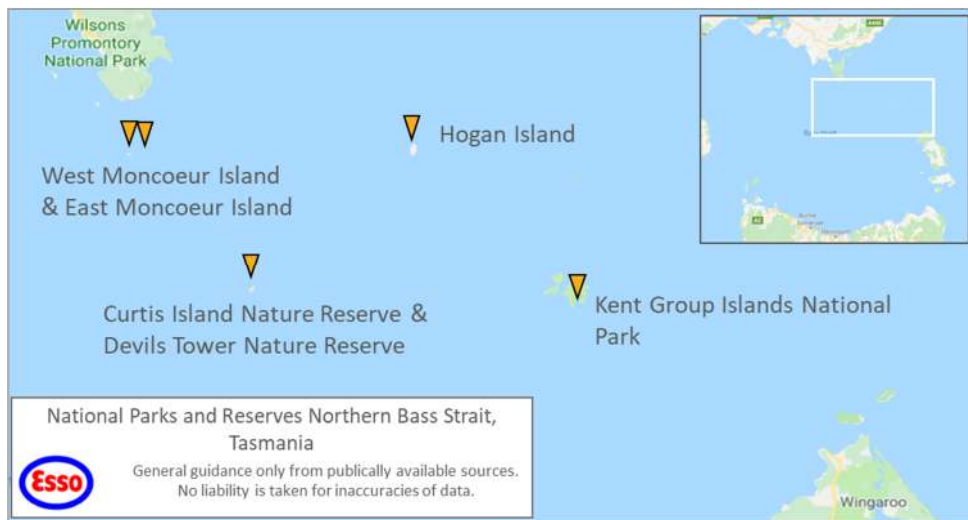 Wilsons
Promontory
National Park
Hogan Island
West Moncoeur Island
& East Moncoeur Island
Curtis Island Nature Reserve &
Devils Tower Nature Reserve
Kent Group Islands National
Park
National Parks and Reserves Northern Bass Strait,
Tasmania
General guidance only from publically available sources.
No liability is taken for inaccuracies of data.
Esso
Wingaroo